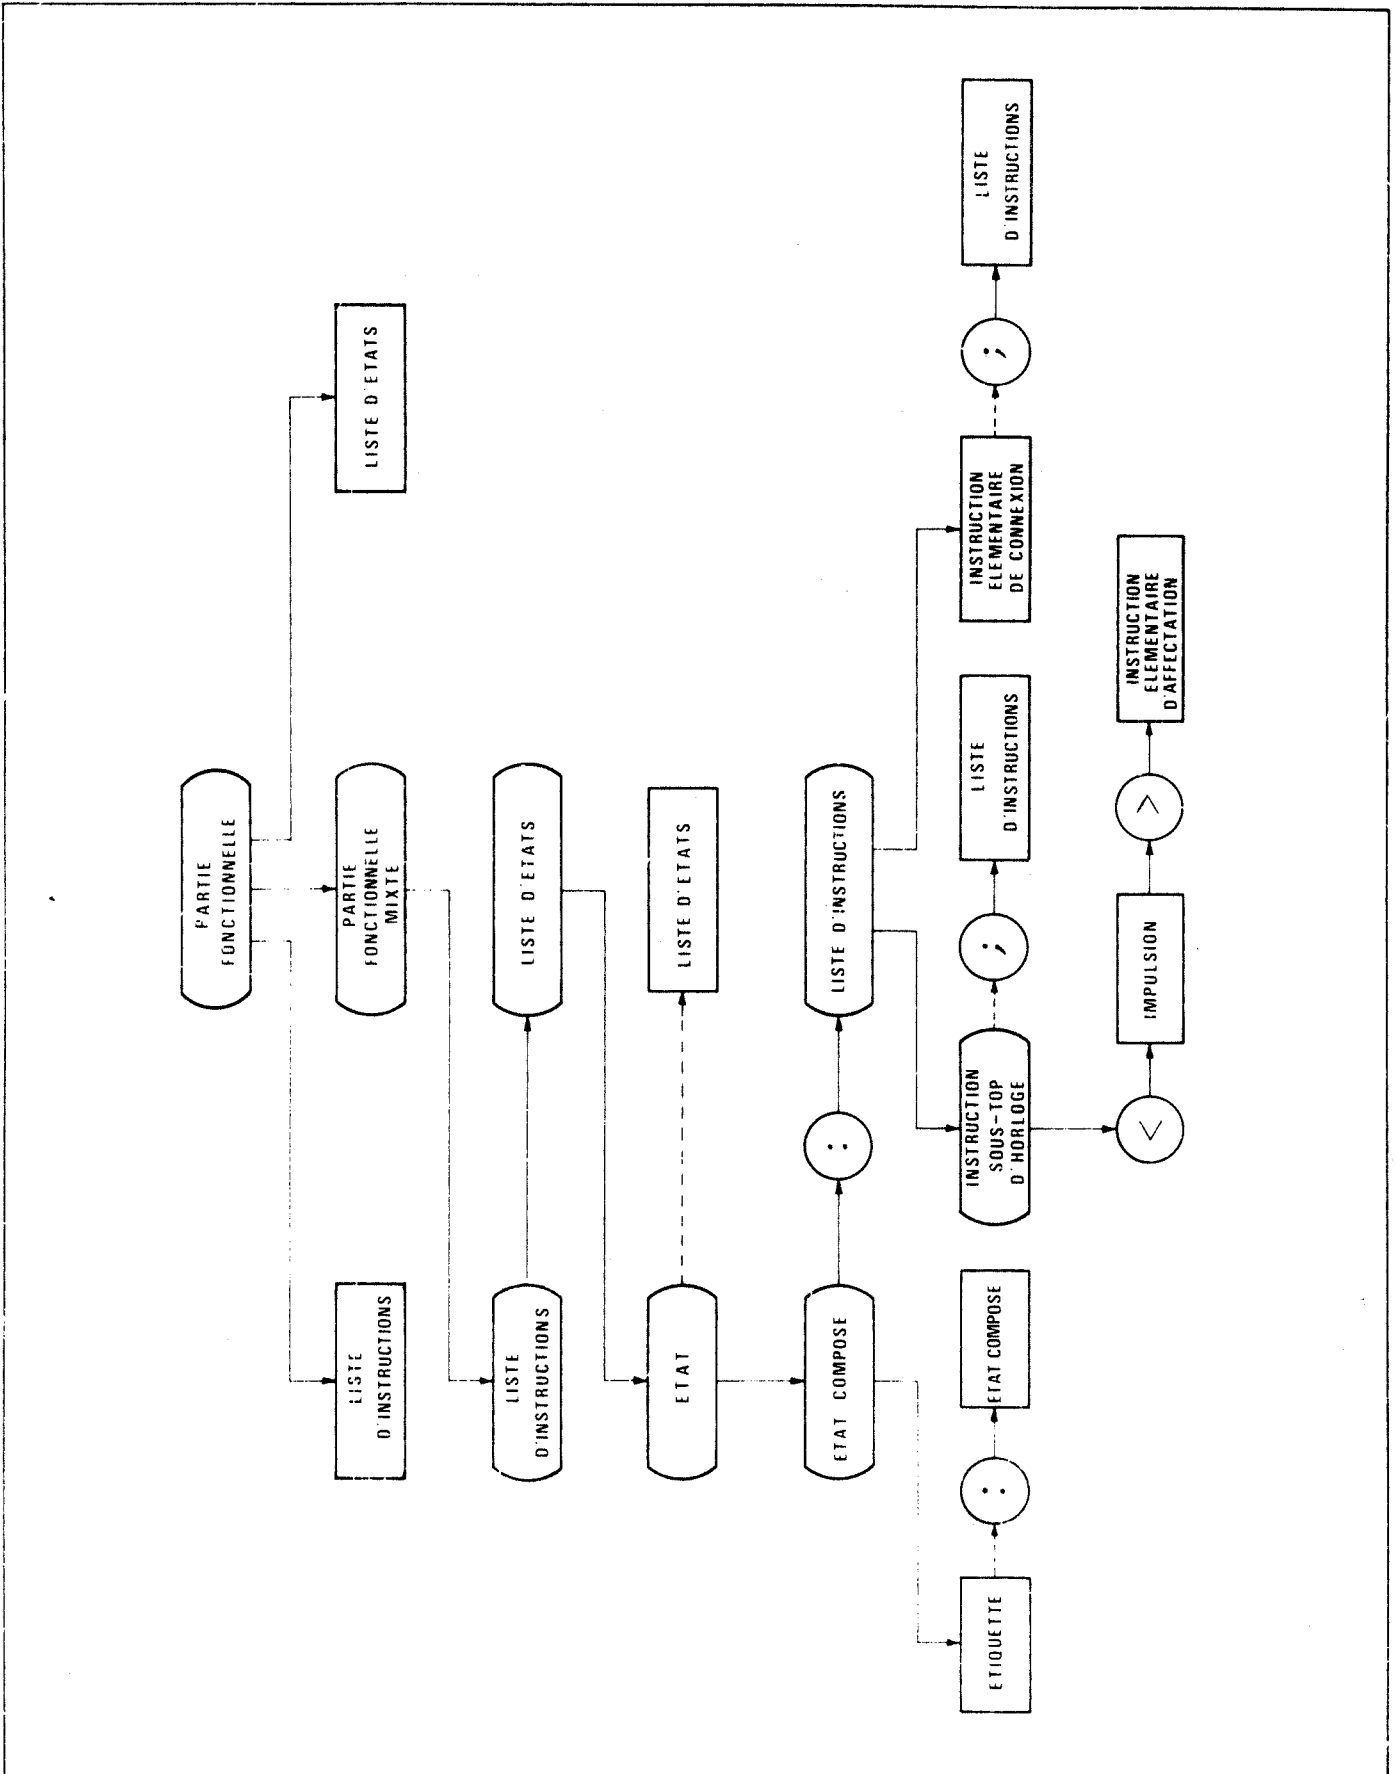 PARTIE
FONCTIONNELLE
LISTE
D'INSTRUCTIONS
PARTIE
FONCTIONNELLE
MIXTE
LISTE D'ETATS
LISTE
D'INSTRUCTIONS
LISTE D'ETATS
ETAT
LISTE D'ETATS
ETAT COMPOSE
:
LISTE D'INSTRUCTIONS
ETIQUETTE
:
ETAT COMPOSE
INSTRUCTION
SOUS-TOP
D'HORLOGE
;
LISTE
D'INSTRUCTIONS
INSTRUCTION
ELEMENTAIRE
DE CONNEXION
;
LISTE
D'INSTRUCTIONS
<
IMPULSION
>
INSTRUCTION
ELEMENTAIRE
D'AFFECTATION